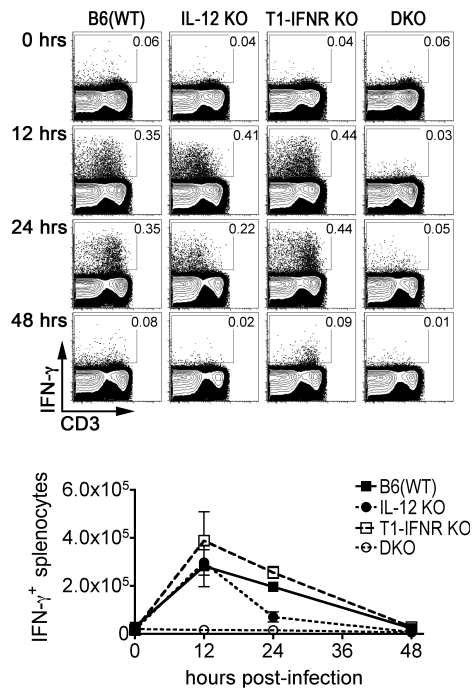 B6(WT) IL-12 KO T1-IFNR KO DKO
0 hrs 0.06 0.04 0.04 0.06
12 hrs 0.35 0.41 0.44 0.03
24 hrs 0.35 0.22 0.44 0.05
48 hrs 0.08 0.02 0.09 0.01
IFN-γ
CD3
IFN-γ⁺ splenocytes
6.0x10⁵
4.0x10⁵
2.0x10⁵
0
0 12 24 36 48
hours post-infection
B6(WT)
IL-12 KO
T1-IFNR KO
DKO